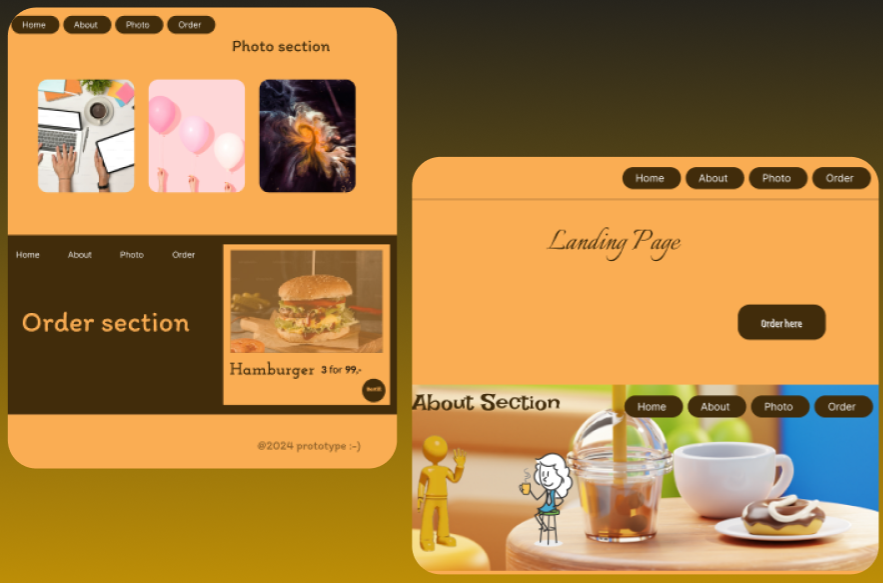 Home About Photo Order
Photo section
Home About Photo Order
Order section
Hamburger 3 for 99,-
@2024 prototype :-)
Home About Photo Order
Landing Page
Order here
About Section
Home About Photo Order